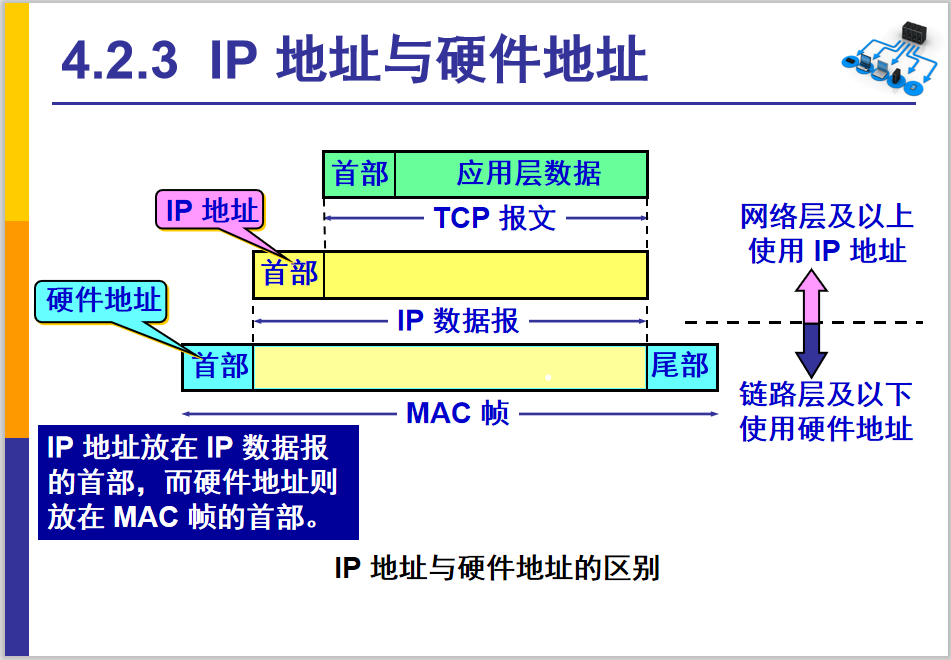 4.2.3 IP 地址与硬件地址
首部 应用层数据
TCP 报文
IP 地址
首部
IP 数据报
硬件地址
首部 尾部
MAC 帧
网络层及以上
使用 IP 地址
链路层及以下
使用硬件地址
IP 地址放在 IP 数据报
的首部，而硬件地址则
放在 MAC 帧的首部。
IP 地址与硬件地址的区别